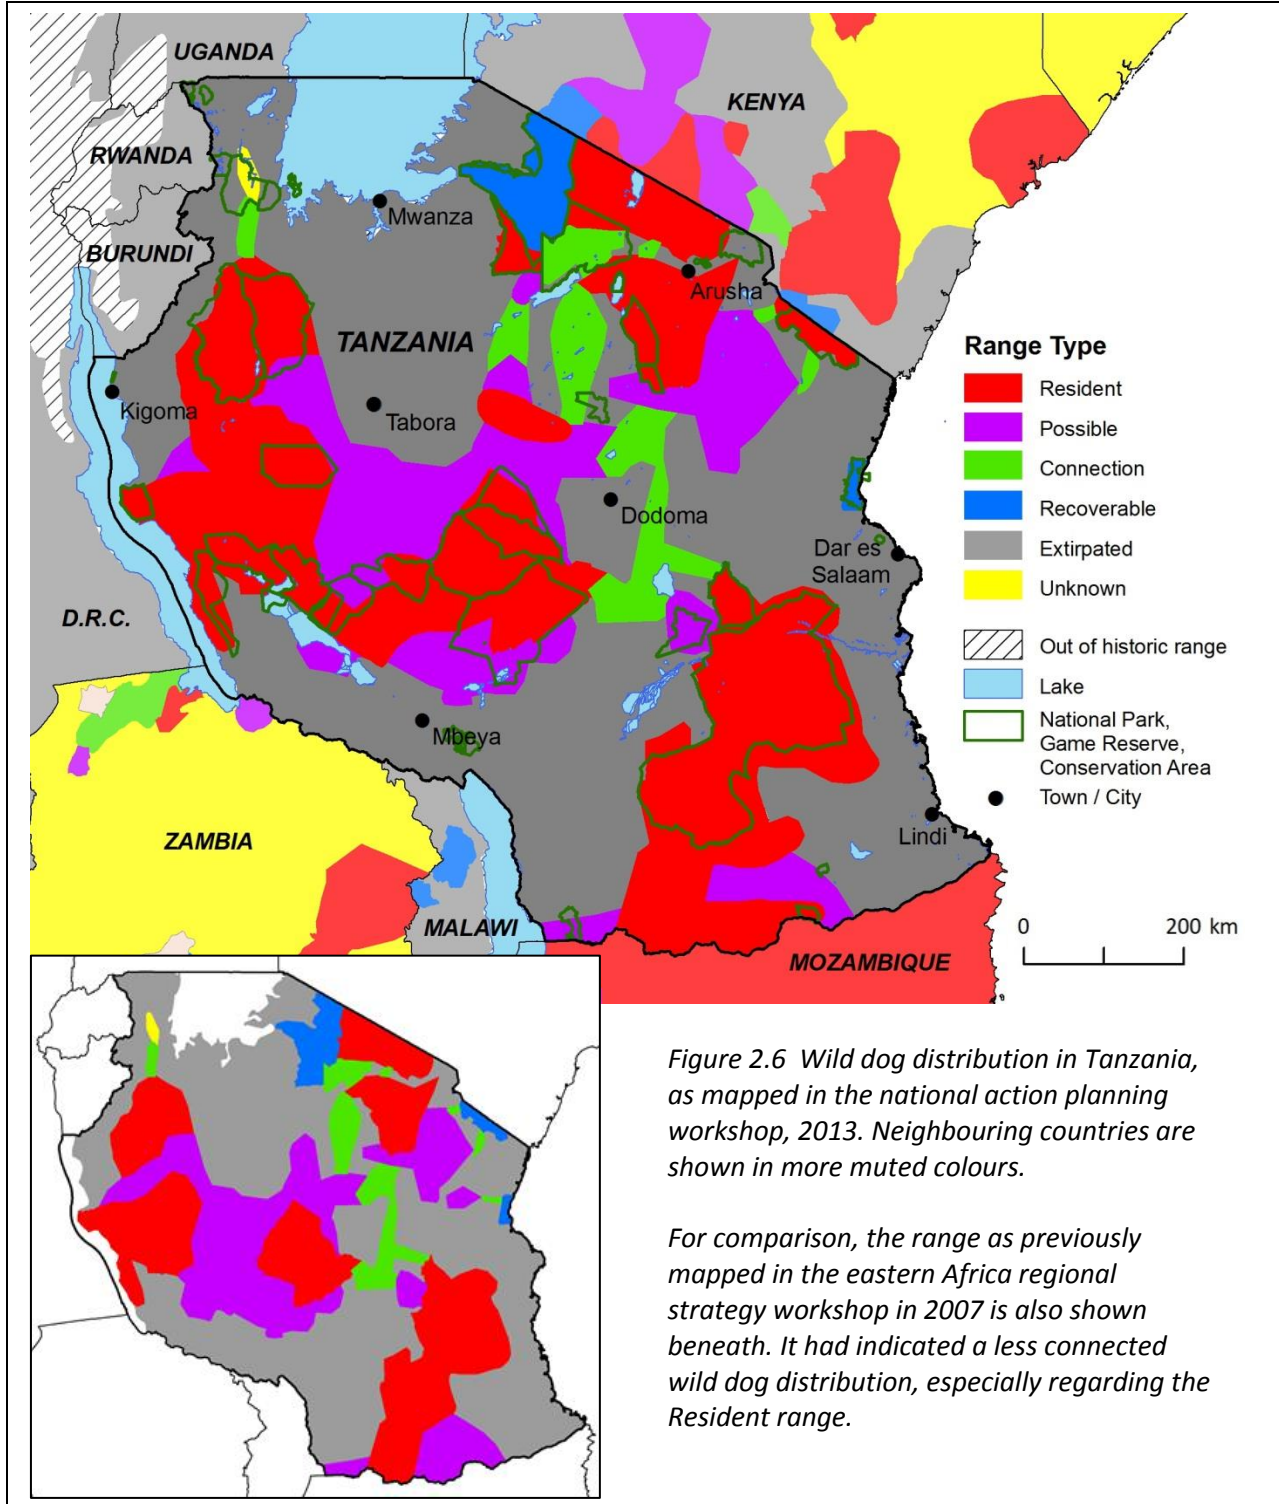 UGANDA
KENYA
RWANDA
Mwanza
BURUNDI
Arusha
TANZANIA
Kigoma
Tabora
Dodoma
Dar es
Salaam
D.R.C.
Mbeya
ZAMBIA
Lindi
MALAWI
MOZAMBIQUE
Range Type
Resident
Possible
Connection
Recoverable
Extirpated
Unknown
Out of historic range
Lake
National Park,
Game Reserve,
Conservation Area
Town / City
0 200 km
Figure 2.6 Wild dog distribution in Tanzania,
as mapped in the national action planning
workshop, 2013. Neighbouring countries are
shown in more muted colours.
For comparison, the range as previously
mapped in the eastern Africa regional
strategy workshop in 2007 is also shown
beneath. It had indicated a less connected
wild dog distribution, especially regarding the
Resident range.